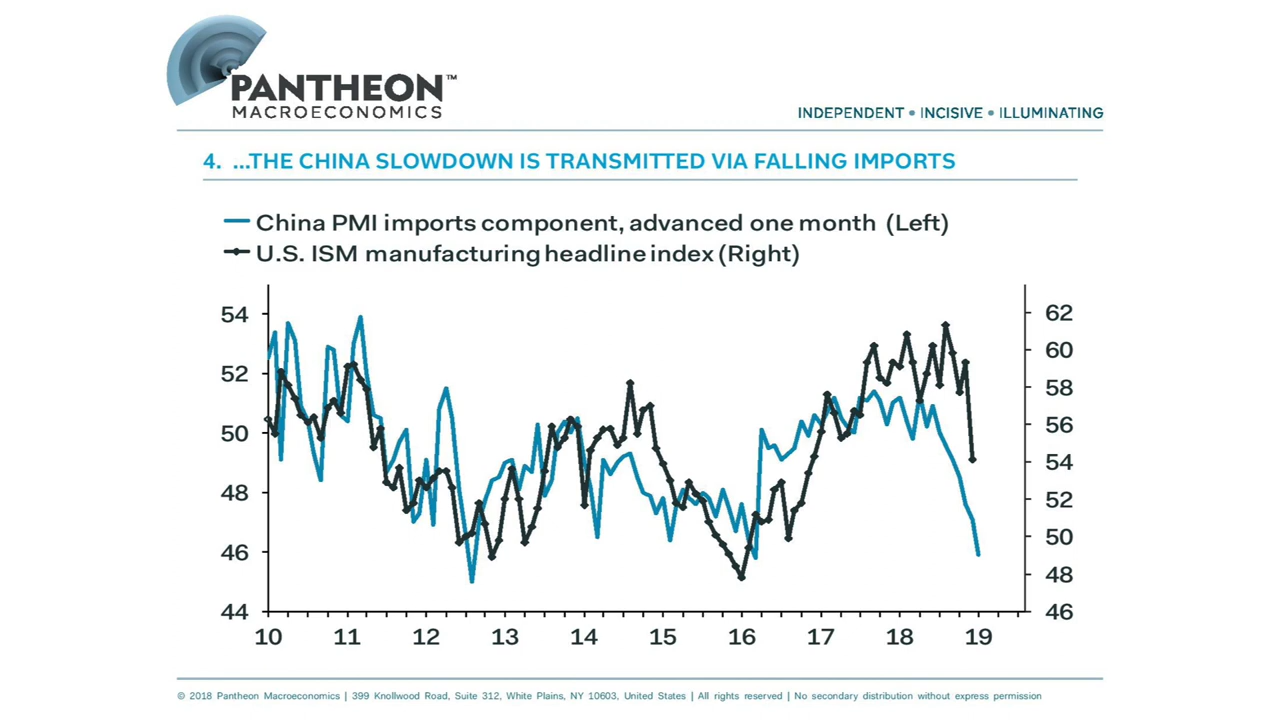 PANTHEON™
MACROECONOMICS
INDEPENDENT • INCISIVE • ILLUMINATING
4. ...THE CHINA SLOWDOWN IS TRANSMITTED VIA FALLING IMPORTS
China PMI imports component, advanced one month (Left)
U.S. ISM manufacturing headline index (Right)
54
52
50
48
46
44
62
60
58
56
54
52
50
48
46
10 11 12 13 14 15 16 17 18 19
© 2018 Pantheon Macroeconomics | 399 Knollwood Road, Suite 312, White Plains, NY 10603, United States | All rights reserved | No secondary distribution without express permission